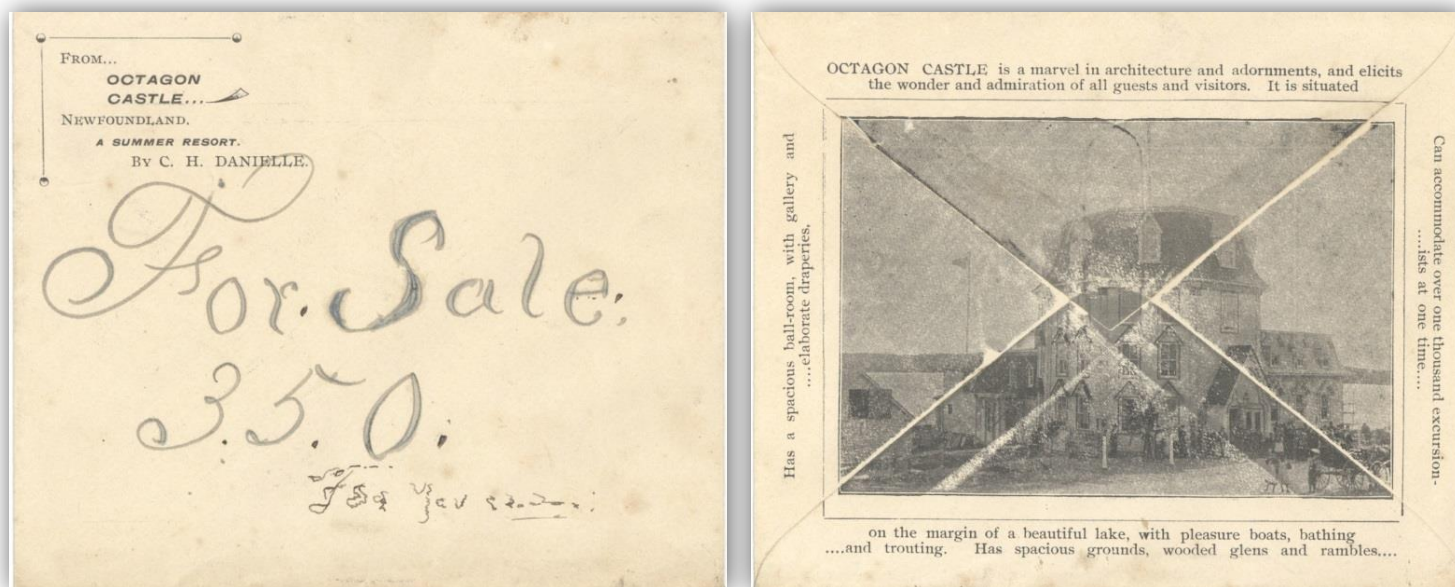 FROM...
OCTAGON
CASTLE...
NEWFOUNDLAND.
A SUMMER RESORT.
By C. H. DANIELLE.
For Sale.
3.50.
OCTAGON CASTLE is a marvel in architecture and adornments, and elicits
the wonder and admiration of all guests and visitors. It is situated
Has a spacious ball-room, with gallery and
....elaborate draperies.
Can accommodate over one thousand excursion-
....ists at one time....
on the margin of a beautiful lake, with pleasure boats, bathing
....and trouting. Has spacious grounds, wooded glens and rambles....